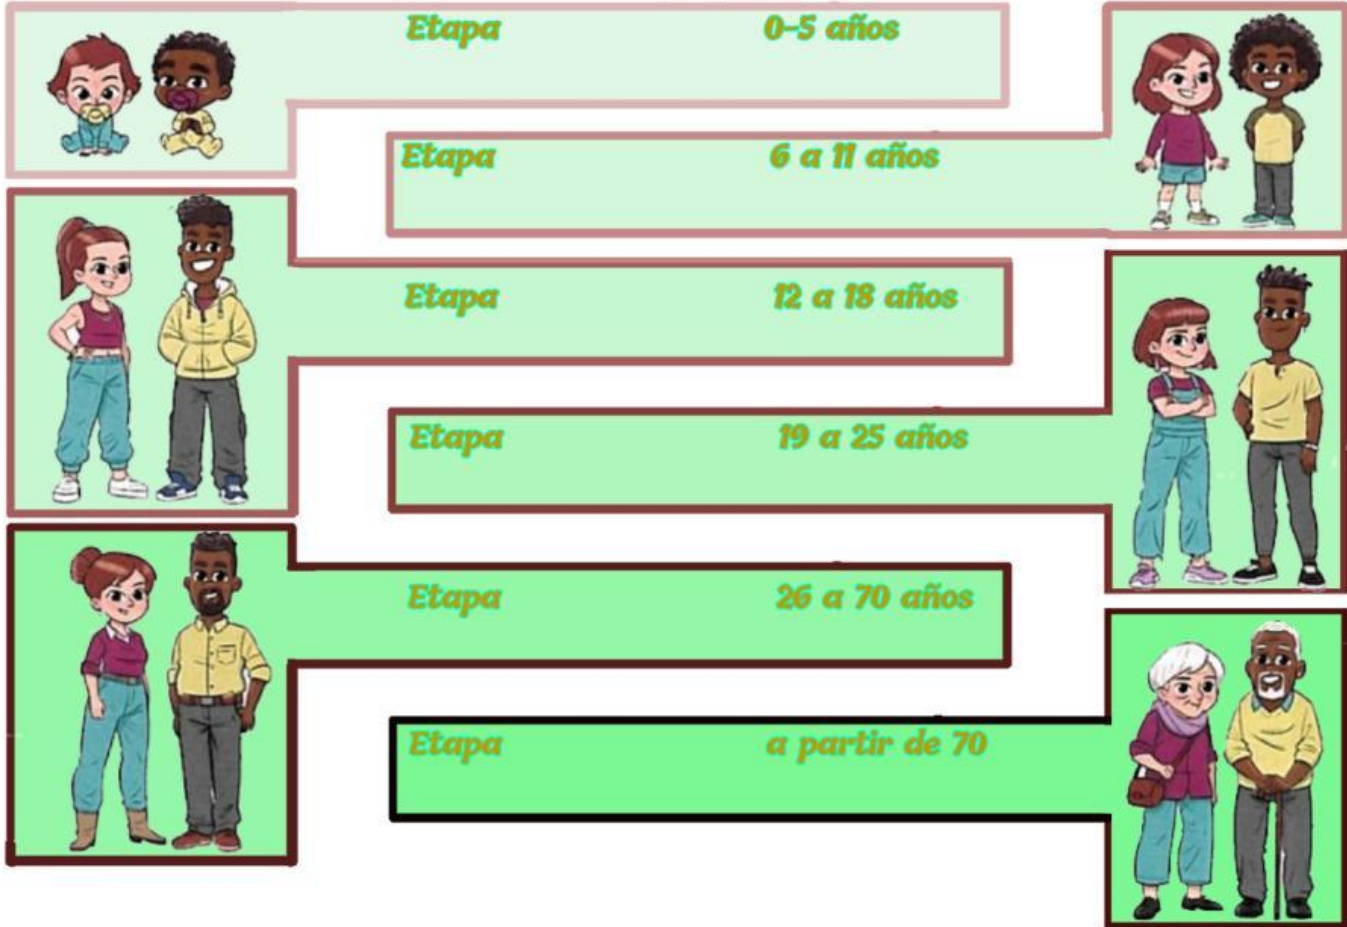 Etapa 0-5 años
Etapa 6 a 11 años
Etapa 12 a 18 años
Etapa 19 a 25 años
Etapa 26 a 70 años
Etapa a partir de 70